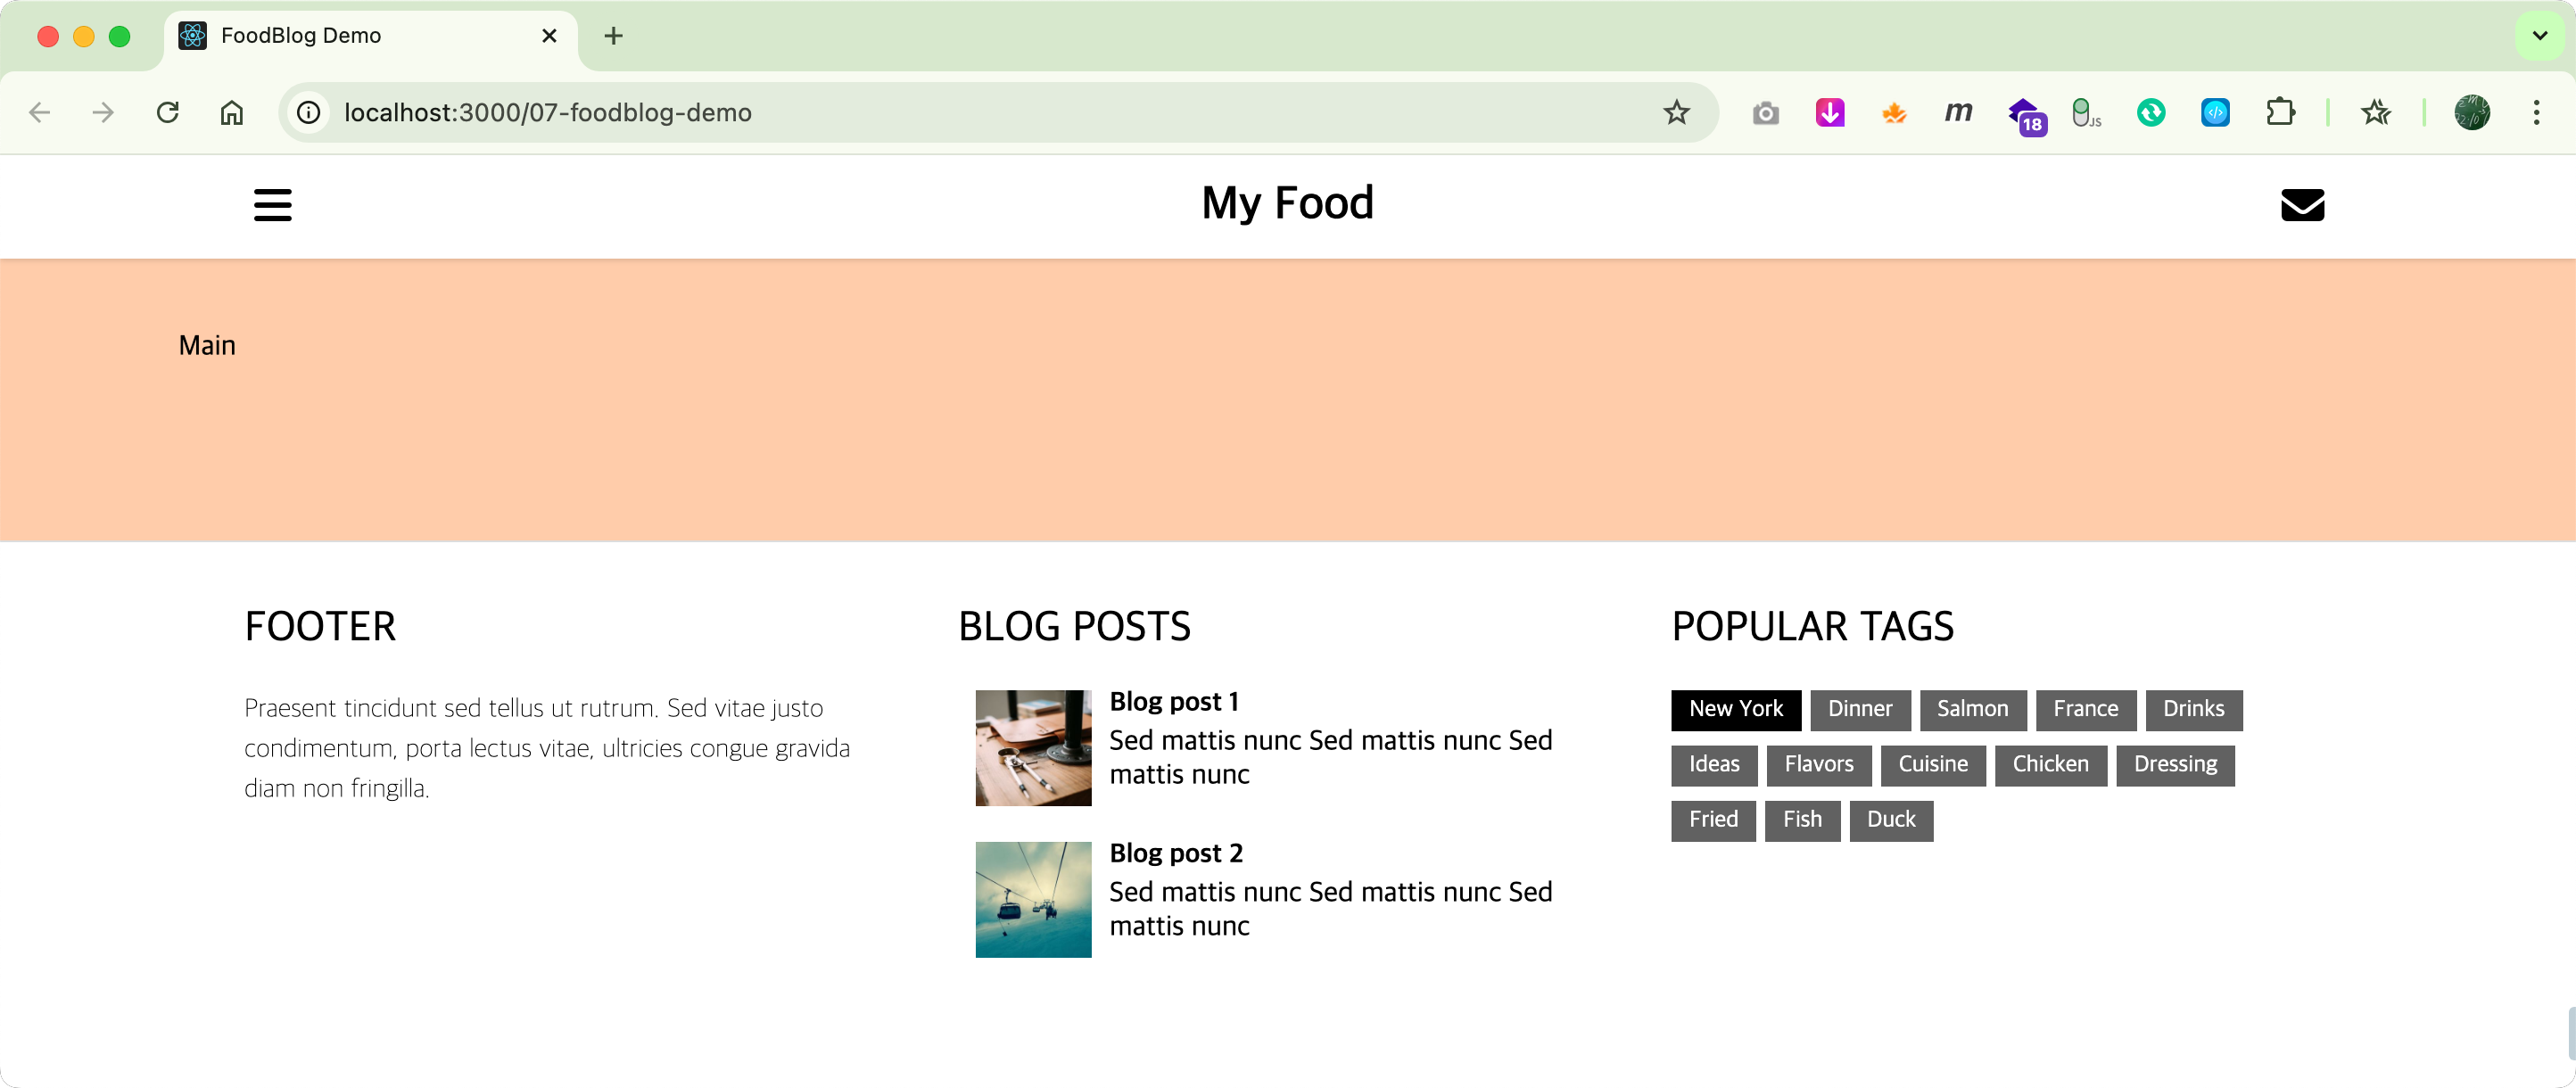 FoodBlog Demo
localhost:3000/07-foodblog-demo
m
18
JS
My Food
Main
FOOTER
Praesent tincidunt sed tellus ut rutrum. Sed vitae justo
condimentum, porta lectus vitae, ultricies congue gravida
diam non fringilla.
BLOG POSTS
Blog post 1
Sed mattis nunc Sed mattis nunc Sed
mattis nunc
Blog post 2
Sed mattis nunc Sed mattis nunc Sed
mattis nunc
POPULAR TAGS
New York Dinner Salmon France Drinks
Ideas Flavors Cuisine Chicken Dressing
Fried Fish Duck